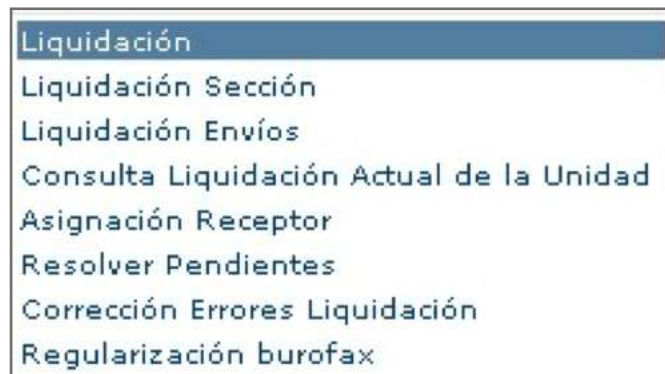 Liquidación
Liquidación Sección
Liquidación Envíos
Consulta Liquidación Actual de la Unidad
Asignación Receptor
Resolver Pendientes
Corrección Errores Liquidación
Regularización burofax